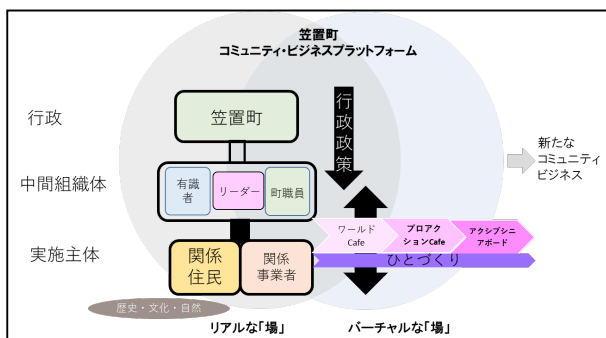 笠置町
コミュニティ・ビジネスプラットフォーム
行政
笠置町
行政政策
新たな
コミュニティ
ビジネス
中間組織体
有識
者
リーダー
町職員
実施主体
関係
住民
関係
事業者
ワールド
Cafe
プロアク
ションCafe
アクシブシニ
アボード
ひとづくり
歴史・文化・自然
リアルな「場」
バーチャルな「場」